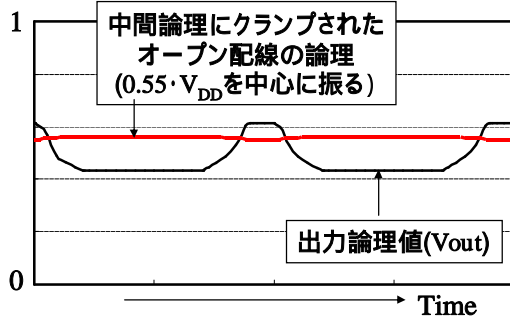 1
中間論理にクランプされた
オープン配線の論理
(0.55·VDDを中心に振る)
出力論理値(Vout)
0
Time